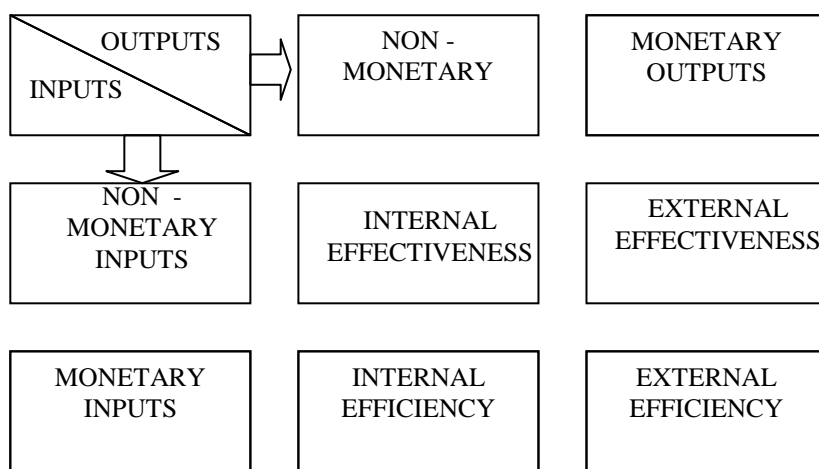 OUTPUTS
INPUTS
NON -
MONETARY
MONETARY
OUTPUTS
NON -
MONETARY
INPUTS
INTERNAL
EFFECTIVENESS
EXTERNAL
EFFECTIVENESS
MONETARY
INPUTS
INTERNAL
EFFICIENCY
EXTERNAL
EFFICIENCY